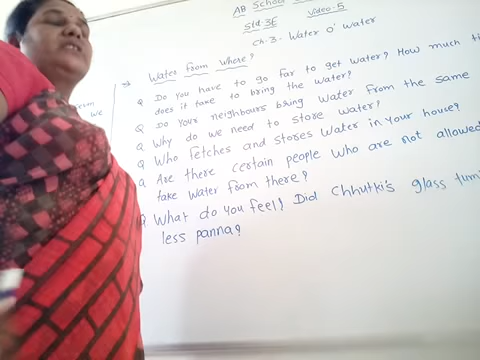 AB School
Std. 3E Video-5
Ch-3- Water O' Water
→ Water from where?
Q Do you have to go far to get water? How much
does it take to bring the water?
Q Do your neighbours bring water from the same
Q Why do we need to store water?
Q Who fetches and stores water in your house?
Q Are there certain people who are not allowed
take water from there?
Q What do you feel? Did Chhutki's glass
less panna?
we